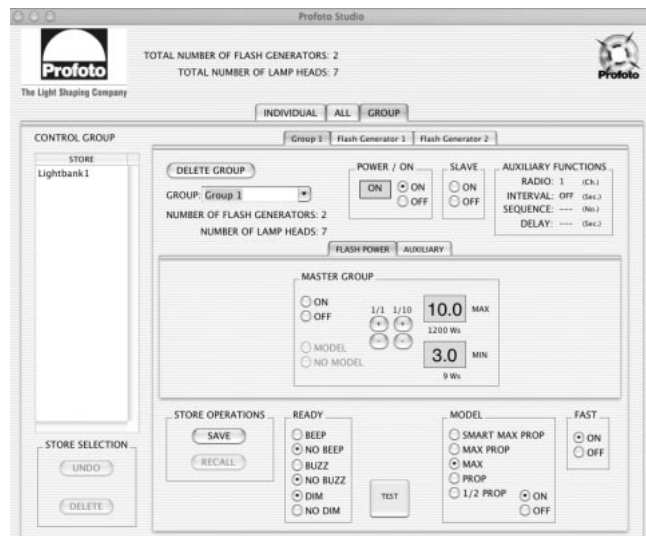 Profoto Studio
Profoto
The Light Shaping Company
TOTAL NUMBER OF FLASH GENERATORS: 2
TOTAL NUMBER OF LAMP HEADS: 7
Profoto
INDIVIDUAL ALL GROUP
CONTROL GROUP
STORE
Lightbank1
STORE SELECTION
UNDO
DELETE
Group 1 Flash Generator 1 Flash Generator 2
DELETE GROUP
GROUP: Group 1
NUMBER OF FLASH GENERATORS: 2
NUMBER OF LAMP HEADS: 7
POWER / ON
ON ON
OFF
SLAVE
ON
OFF
AUXILIARY FUNCTIONS
RADIO: 1 (Ch.)
INTERVAL: OFF (Sec.)
SEQUENCE: --- (No.)
DELAY: --- (Sec.)
FLASH POWER AUXILIARY
MASTER GROUP
ON
OFF
MODEL
NO MODEL
1/1 1/10
+ +
- -
10.0 MAX
1200 Ws
3.0 MIN
9 Ws
STORE OPERATIONS
SAVE
RECALL
READY
BEEP
NO BEEP
BUZZ
NO BUZZ
DIM
NO DIM
TEST
MODEL
SMART MAX PROP
MAX PROP
MAX
PROP
1/2 PROP
ON
OFF
FAST
ON
OFF